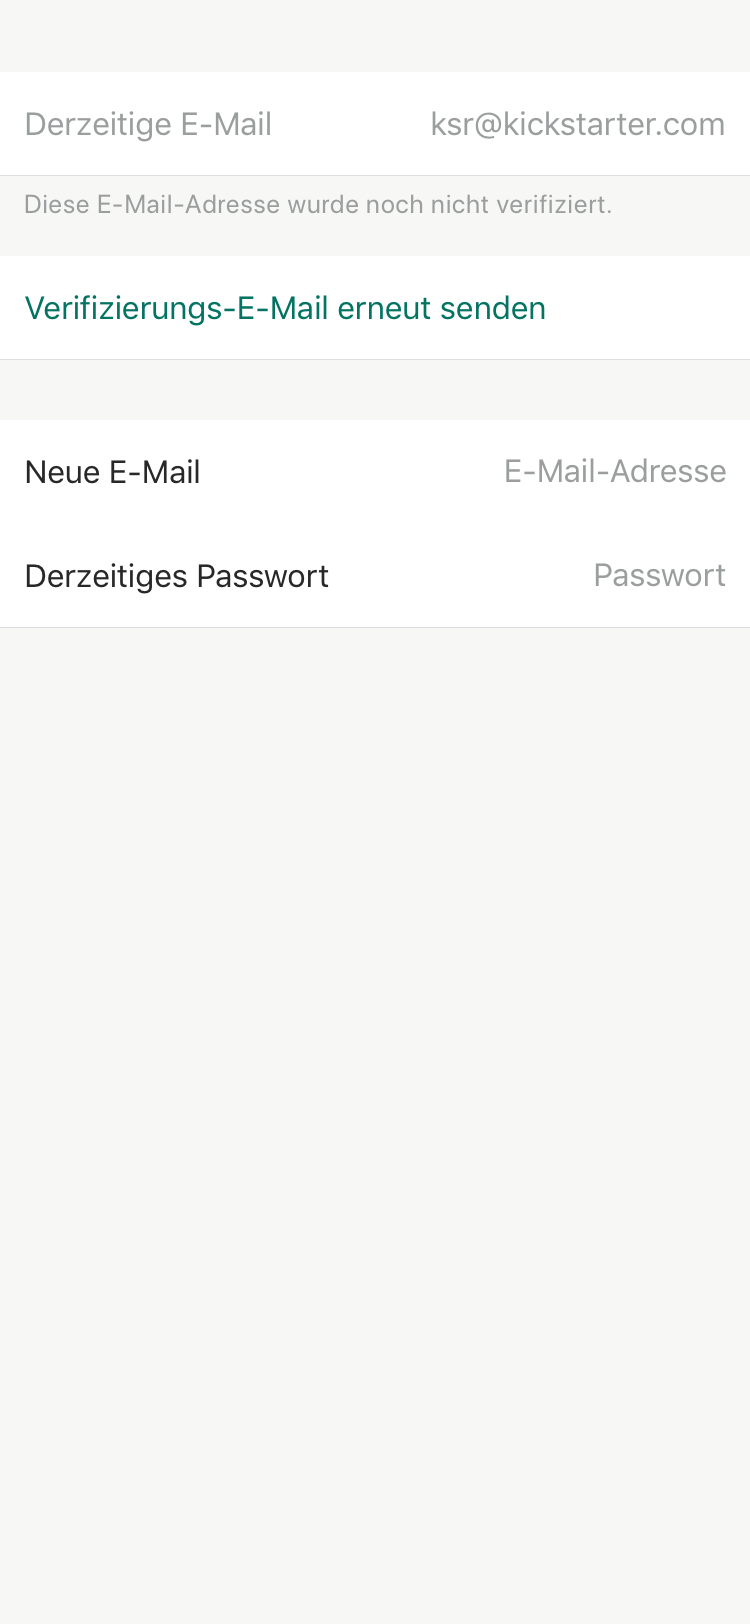 Derzeitige E-Mail ksr@kickstarter.com
Diese E-Mail-Adresse wurde noch nicht verifiziert.
Verifizierungs-E-Mail erneut senden
Neue E-Mail E-Mail-Adresse
Derzeitiges Passwort Passwort